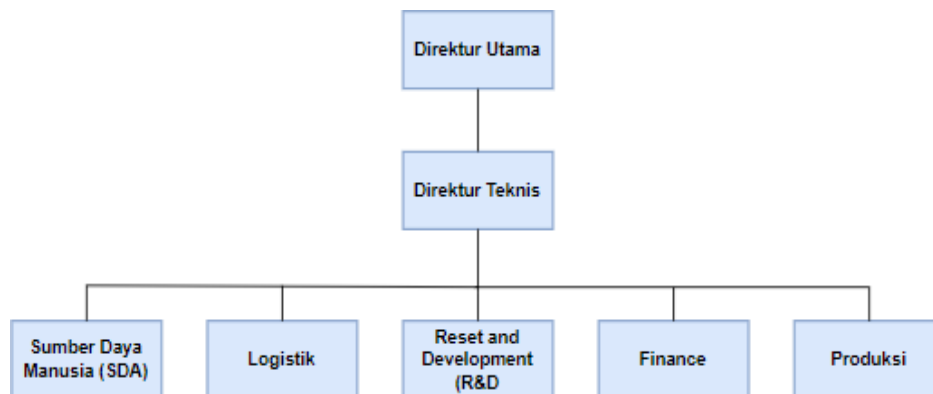 Direktur Utama
Direktur Teknis
Sumber Daya
Manusia (SDA)
Logistik
Reset and
Development
(R&D
Finance
Produksi